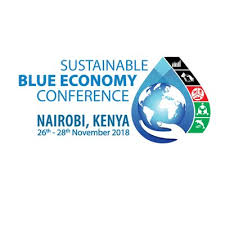 SUSTAINABLE
BLUE ECONOMY
CONFERENCE
NAIROBI, KENYA
26th - 28th November 2018